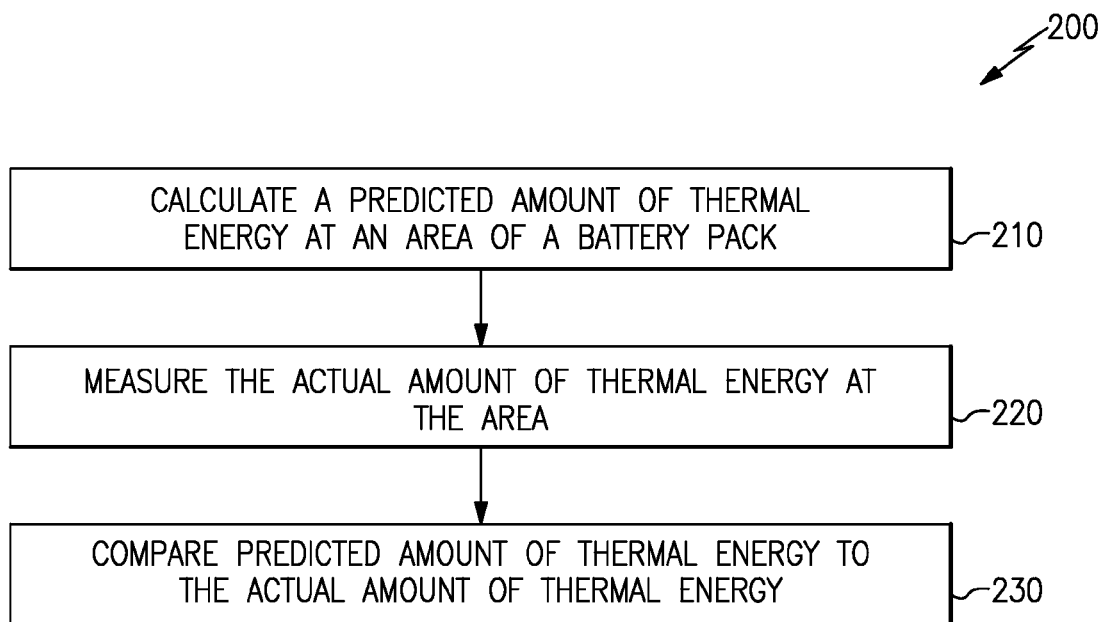 200
CALCULATE A PREDICTED AMOUNT OF THERMAL
ENERGY AT AN AREA OF A BATTERY PACK
210
MEASURE THE ACTUAL AMOUNT OF THERMAL ENERGY AT
THE AREA
220
COMPARE PREDICTED AMOUNT OF THERMAL ENERGY TO
THE ACTUAL AMOUNT OF THERMAL ENERGY
230